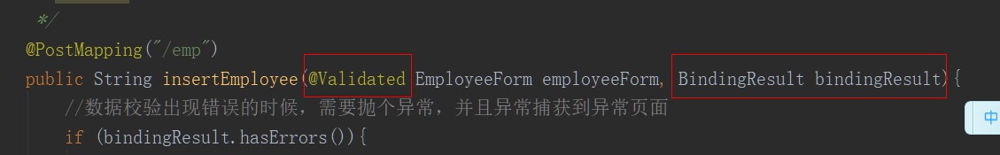 */
@PostMapping("/emp")
public String insertEmployee(@Validated EmployeeForm employeeForm, BindingResult bindingResult){
//数据校验出现错误的时候，需要抛个异常，并且异常捕获到异常页面
中
if (bindingResult.hasErrors()){